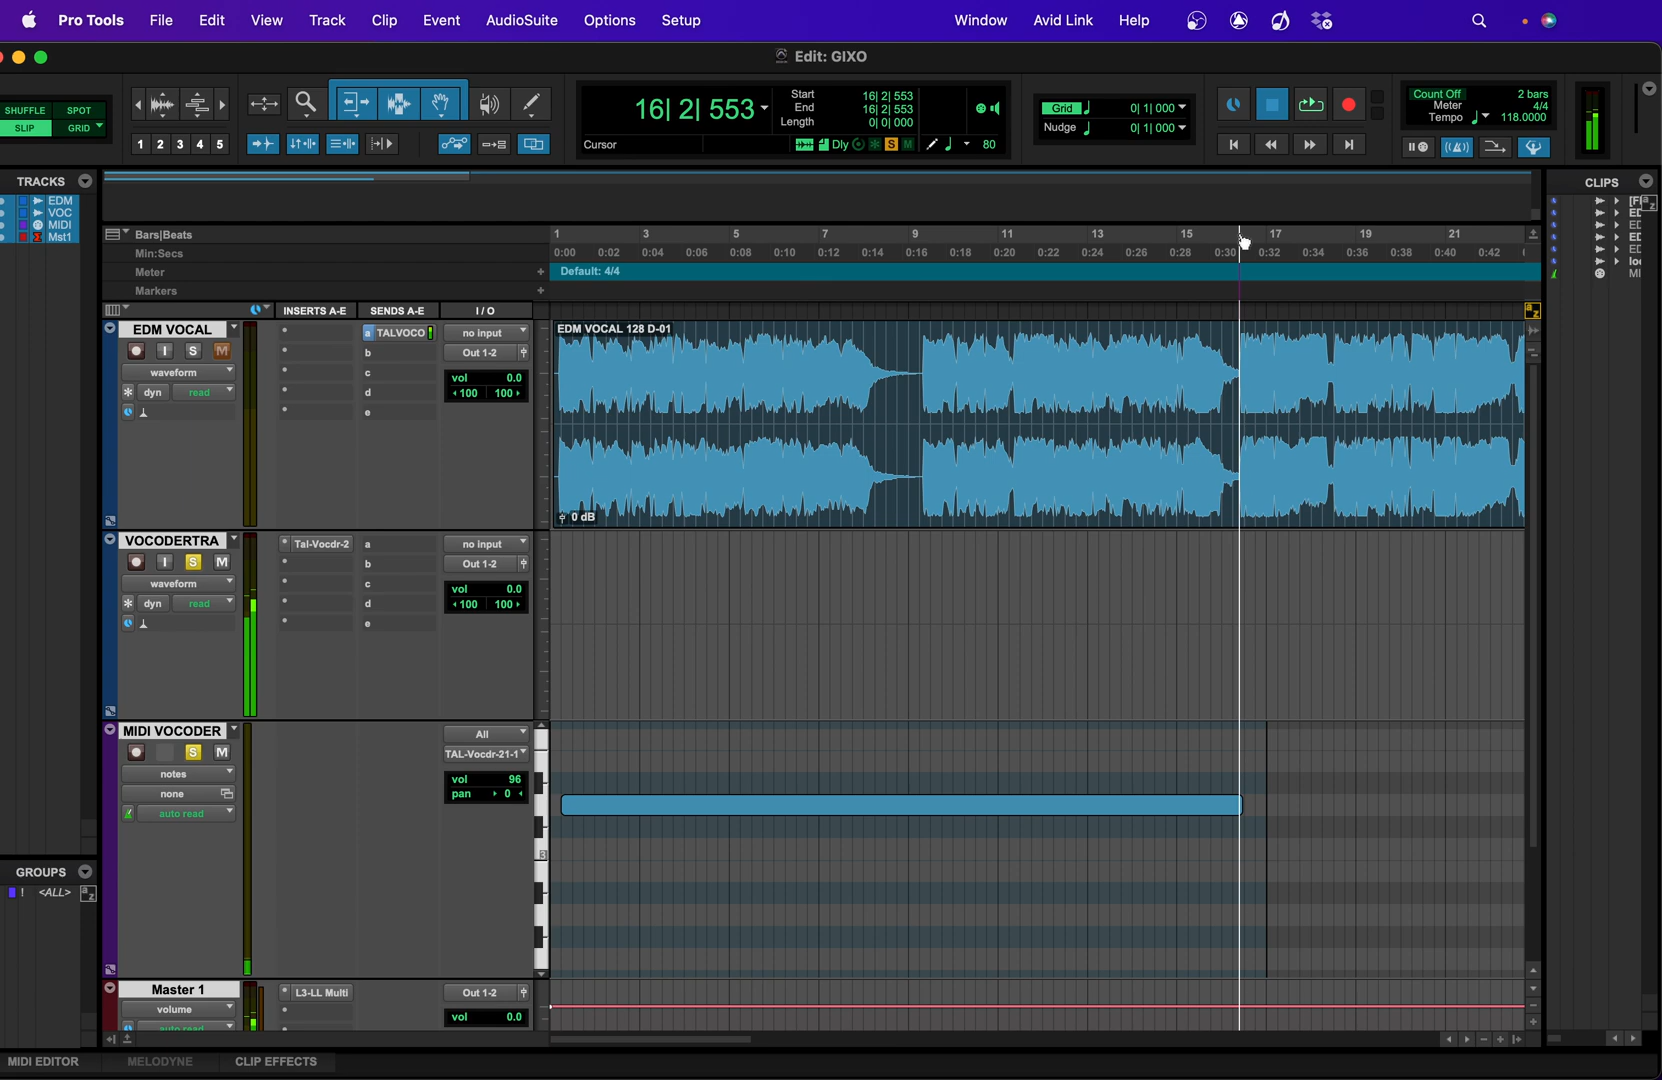 Pro Tools File Edit View Track Clip Event AudioSuite Options Setup Window Avid Link Help
Edit: GIXO
SHUFFLE SPOT
SLIP GRID
1 2 3 4 5
16| 2| 553
Start 16| 2| 553
End 16| 2| 553
Length 0| 0| 000
Cursor
Dly S M 80
Grid 0| 1| 000
Nudge 0| 1| 000
Count Off 2 bars
Meter 4/4
Tempo 118.0000
TRACKS
EDM
VOC
MIDI
Mst1
CLIPS
Bars|Beats 1 3 5 7 9 11 13 15 17 19 21
Min:Secs 0:00 0:02 0:04 0:06 0:08 0:10 0:12 0:14 0:16 0:18 0:20 0:22 0:24 0:26 0:28 0:30 0:32 0:34 0:36 0:38 0:40 0:42
Meter Default: 4/4
Markers
INSERTS A-E SENDS A-E I / O
EDM VOCAL
I S M
waveform
dyn read
a TALVOCO
b
c
d
e
no input
Out 1-2
vol 0.0
100 100
EDM VOCAL 128 D-01
0 dB
VOCODERTRA
I S M
waveform
dyn read
Tal-Vocdr-2
a
b
c
d
e
no input
Out 1-2
vol 0.0
100 100
MIDI VOCODER
S M
notes
none
auto read
All
TAL-Vocdr-21-1
vol 96
pan 0
3
Master 1
volume
auto read
L3-LL Multi
Out 1-2
vol 0.0
GROUPS
! <ALL> a z
MIDI EDITOR MELODYNE CLIP EFFECTS